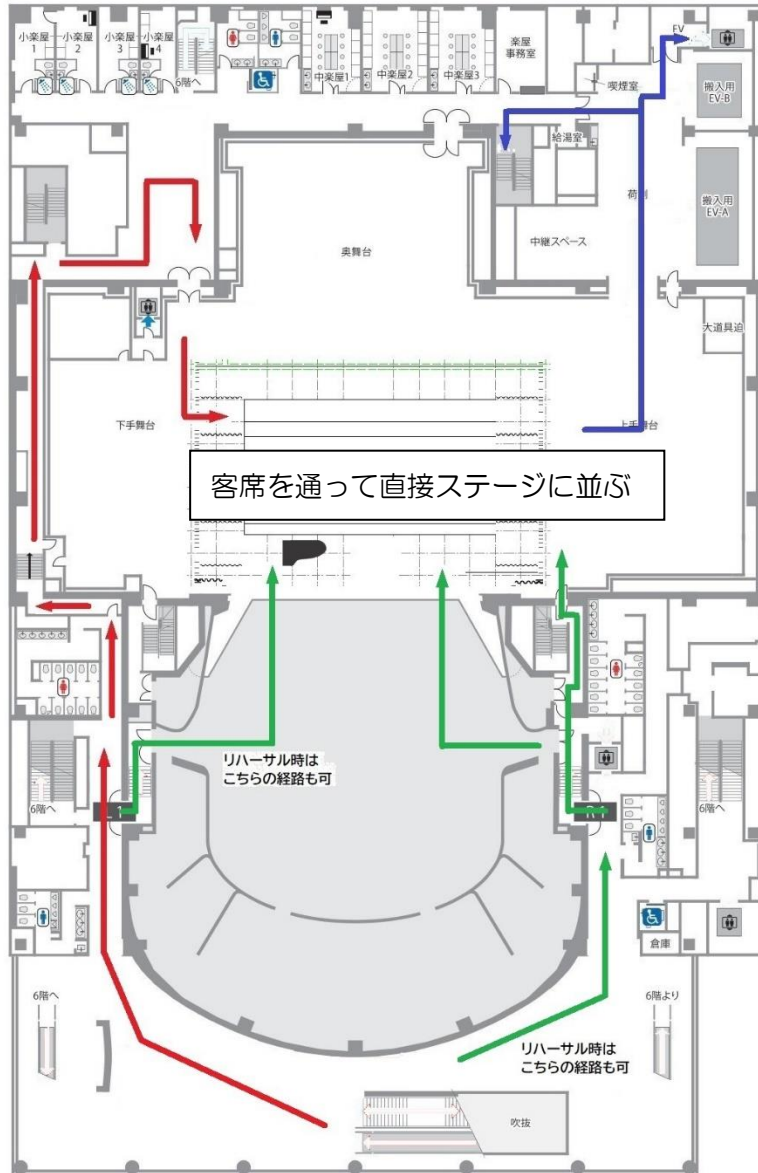 小楽屋
1
小楽屋
2
小楽屋
3
小楽屋
4
6階へ
中楽屋1
中楽屋2
中楽屋3
楽屋
事務室
EV
喫煙室
搬入用
EV-B
給湯室
搬入用
EV-A
中継スペース
奥舞台
大道具迫
下手舞台
上手舞台
客席を通って直接ステージに並ぶ
リハーサル時は
こちらの経路も可
6階へ
6階へ
倉庫
6階へ
6階より
リハーサル時は
こちらの経路も可
吹抜